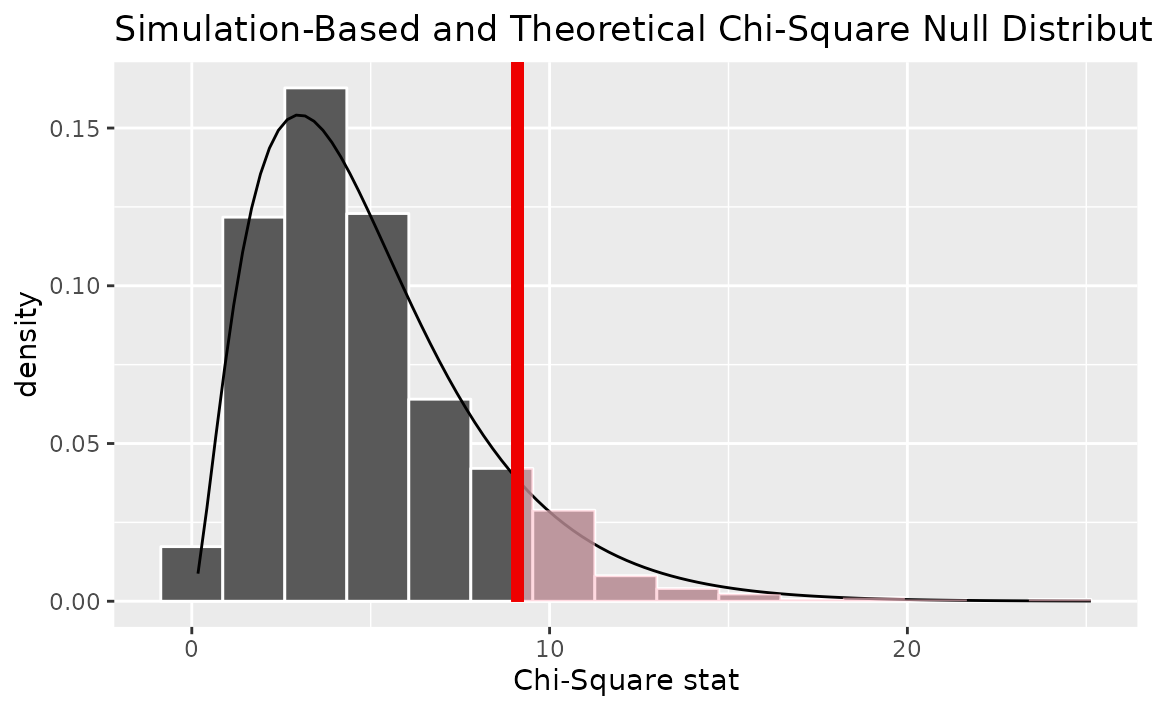 Simulation-Based and Theoretical Chi-Square Null Distribut
0.15
0.10
0.05
0.00
density
0
10
20
Chi-Square stat